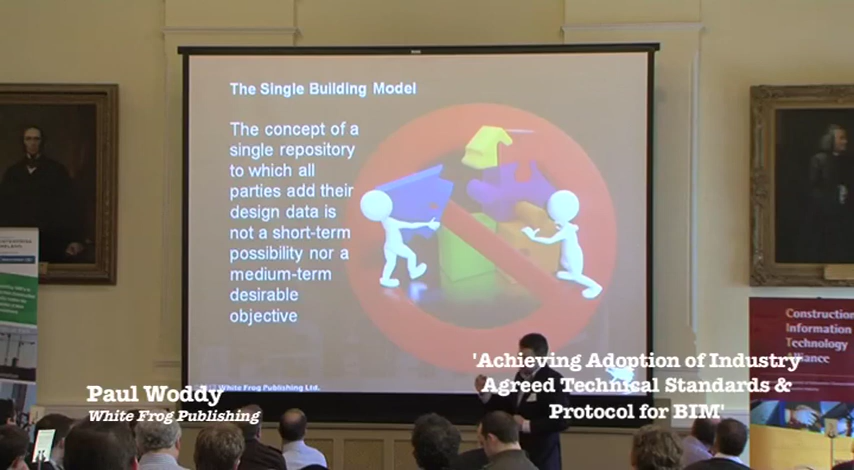 The Single Building Model
The concept of a
single repository
to which all
parties add their
design data is
not a short-term
possibility nor a
medium-term
desirable
objective
White Frog Publishing Ltd.
'Achieving Adoption of Industry
Agreed Technical Standards &
Protocol for BIM'
Paul Woddy
White Frog Publishing
Construction
Information
Technology
Alliance